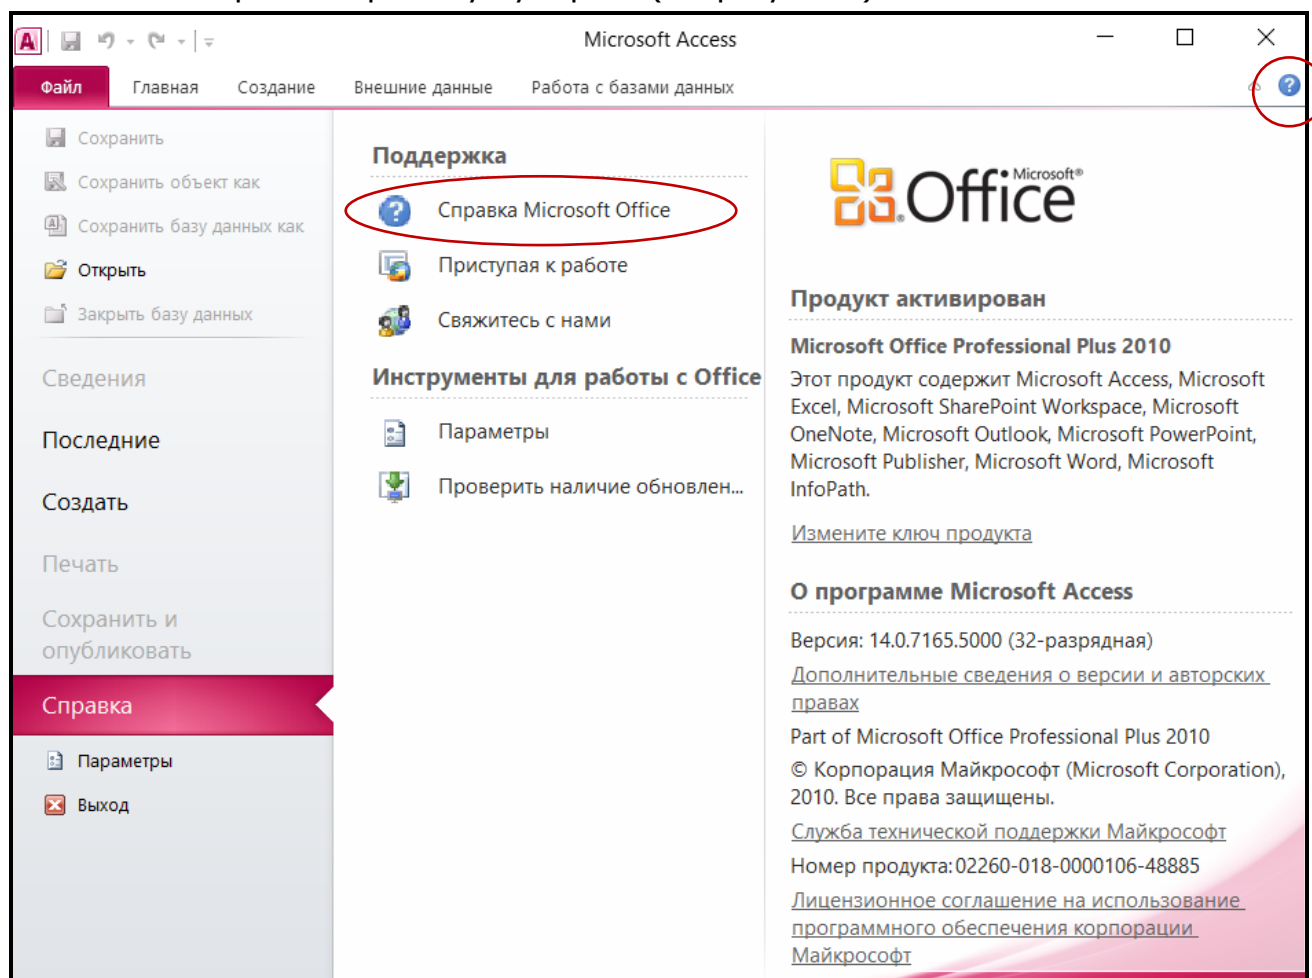 Microsoft Access
Файл Главная Создание Внешние данные Работа с базами данных
Сохранить
Сохранить объект как
Сохранить базу данных как
Открыть
Закрыть базу данных
Сведения
Последние
Создать
Печать
Сохранить и
опубликовать
Справка
Параметры
Выход
Поддержка
Справка Microsoft Office
Приступая к работе
Свяжитесь с нами
Инструменты для работы с Office
Параметры
Проверить наличие обновлен...
Microsoft®
Office
Продукт активирован
Microsoft Office Professional Plus 2010
Этот продукт содержит Microsoft Access, Microsoft
Excel, Microsoft SharePoint Workspace, Microsoft
OneNote, Microsoft Outlook, Microsoft PowerPoint,
Microsoft Publisher, Microsoft Word, Microsoft
InfoPath.
Измените ключ продукта
О программе Microsoft Access
Версия: 14.0.7165.5000 (32-разрядная)
Дополнительные сведения о версии и авторских
правах
Part of Microsoft Office Professional Plus 2010
© Корпорация Майкрософт (Microsoft Corporation),
2010. Все права защищены.
Служба технической поддержки Майкрософт
Номер продукта: 02260-018-0000106-48885
Лицензионное соглашение на использование
программного обеспечения корпорации
Майкрософт